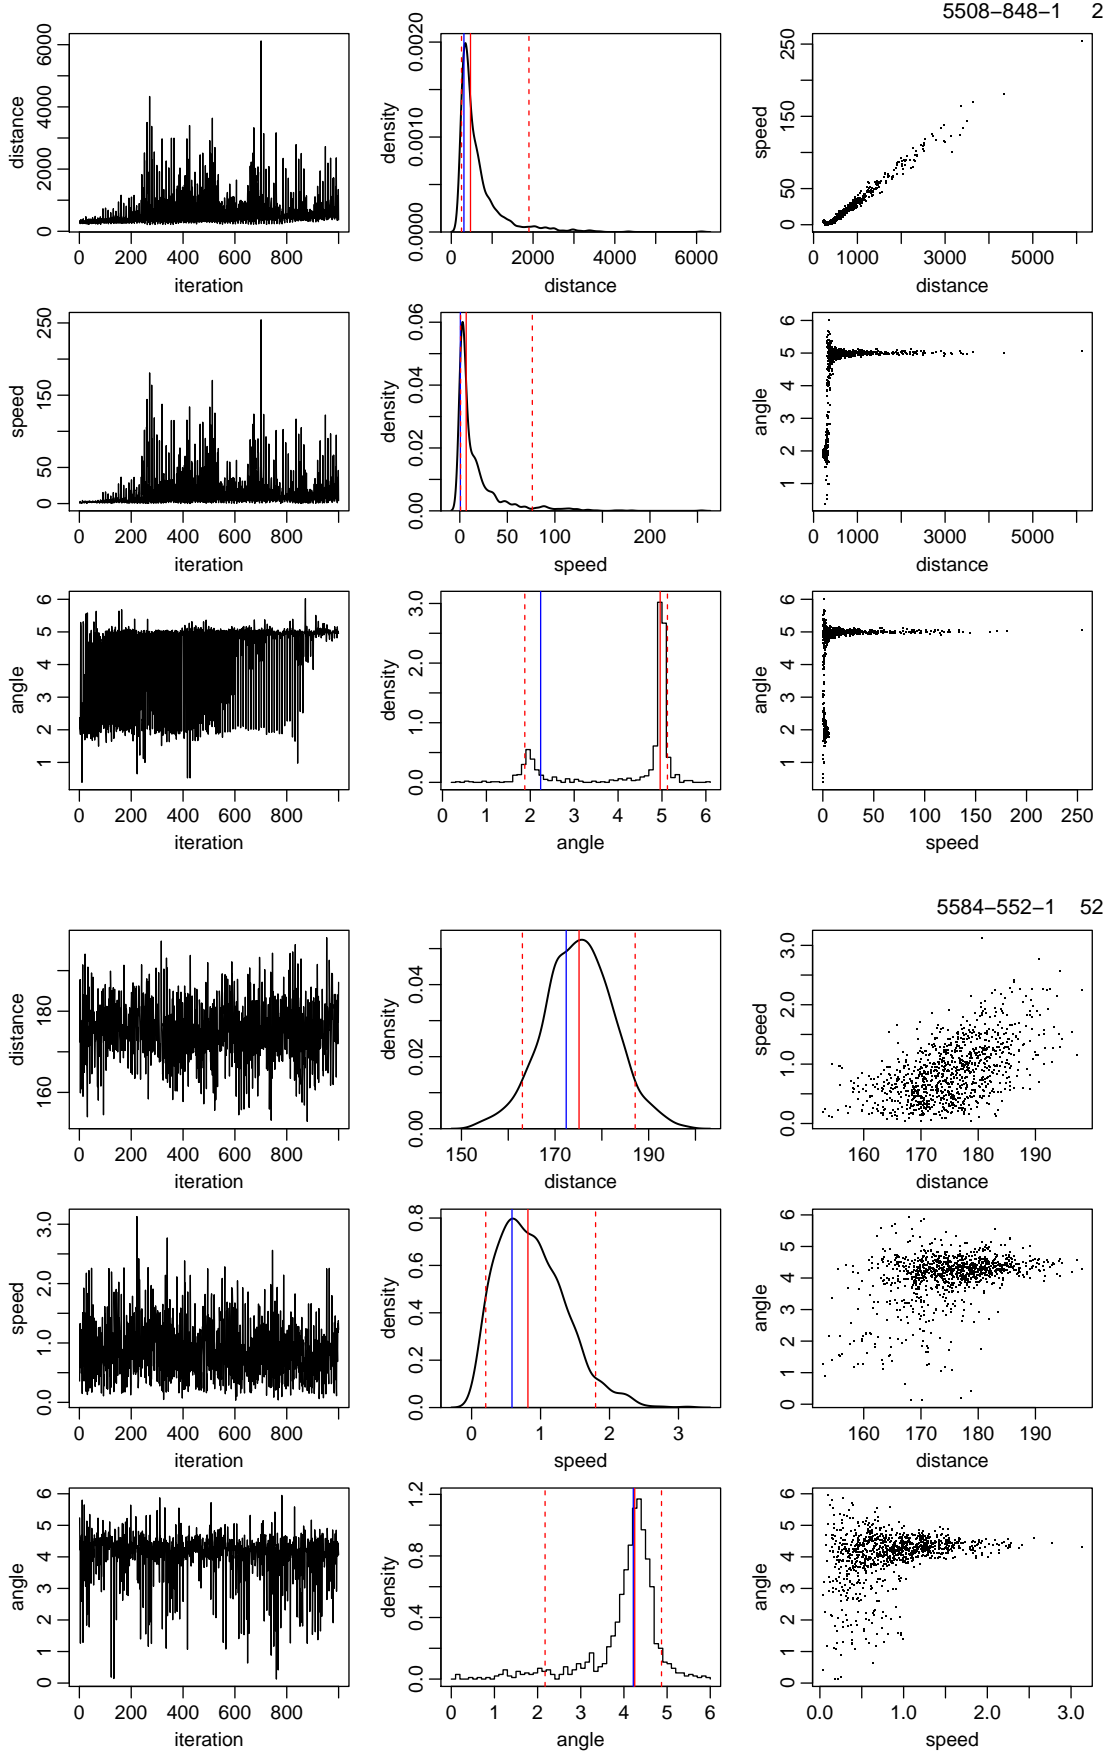 5508−848−1 2
distance
0 2000 4000 6000
0 200 400 600 800
iteration
density
0.0000 0.0010 0.0020
0 2000 4000 6000
distance
speed
0 50 150 250
0 1000 3000 5000
distance
speed
0 50 150 250
0 200 400 600 800
iteration
density
0.00 0.02 0.04 0.06
0 50 100 200
speed
angle
1 2 3 4 5 6
0 1000 3000 5000
distance
angle
1 2 3 4 5 6
0 200 400 600 800
iteration
density
0.0 1.0 2.0 3.0
0 1 2 3 4 5 6
angle
angle
1 2 3 4 5 6
0 50 100 150 200 250
speed
5584−552−1 52
distance
160 180
0 200 400 600 800
iteration
density
0.00 0.02 0.04
150 170 190
distance
speed
0.0 1.0 2.0 3.0
160 170 180 190
distance
speed
0.0 1.0 2.0 3.0
0 200 400 600 800
iteration
density
0.0 0.2 0.4 0.6 0.8
0 1 2 3
speed
angle
0 1 2 3 4 5 6
160 170 180 190
distance
angle
0 1 2 3 4 5 6
0 200 400 600 800
iteration
density
0.0 0.4 0.8 1.2
0 1 2 3 4 5 6
angle
angle
0 1 2 3 4 5 6
0.0 1.0 2.0 3.0
speed